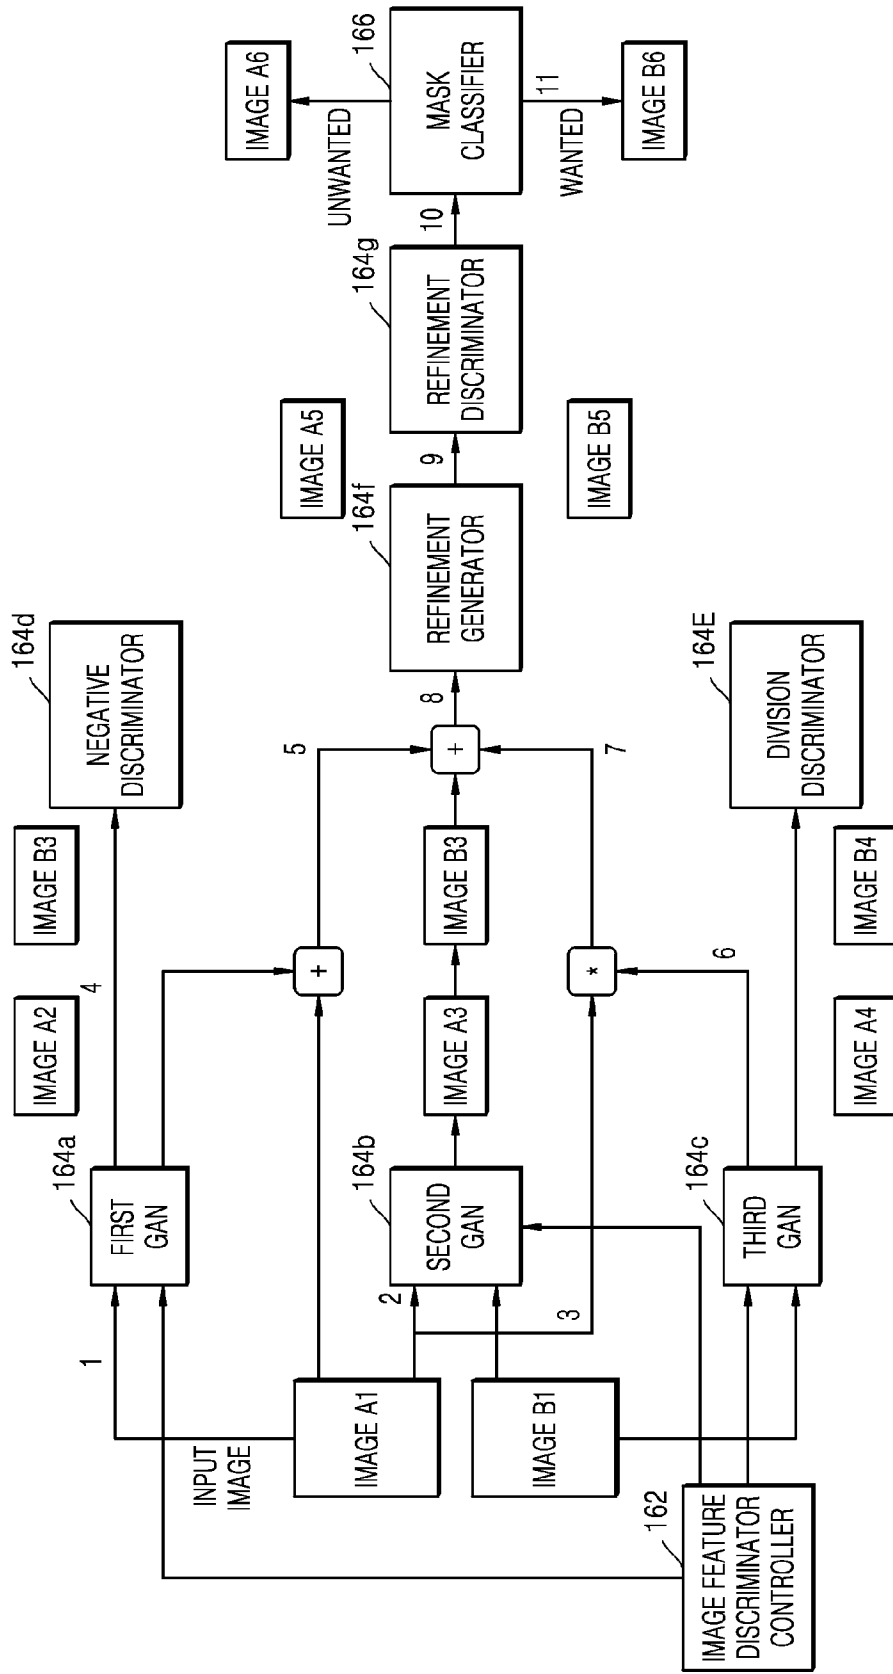 164a
FIRST
GAN
1
INPUT
IMAGE
IMAGE A2
IMAGE B3
4
164d
NEGATIVE
DISCRIMINATOR
IMAGE A1
+
5
164b
SECOND
GAN
2
3
IMAGE B1
IMAGE A3
IMAGE B3
+
*
7
8
162
IMAGE FEATURE
DISCRIMINATOR
CONTROLLER
164c
THIRD
GAN
6
IMAGE A4
IMAGE B4
164E
DIVISION
DISCRIMINATOR
164f
REFINEMENT
GENERATOR
IMAGE A5
9
IMAGE B5
164g
REFINEMENT
DISCRIMINATOR
10
166
MASK
CLASSIFIER
UNWANTED
IMAGE A6
11
WANTED
IMAGE B6